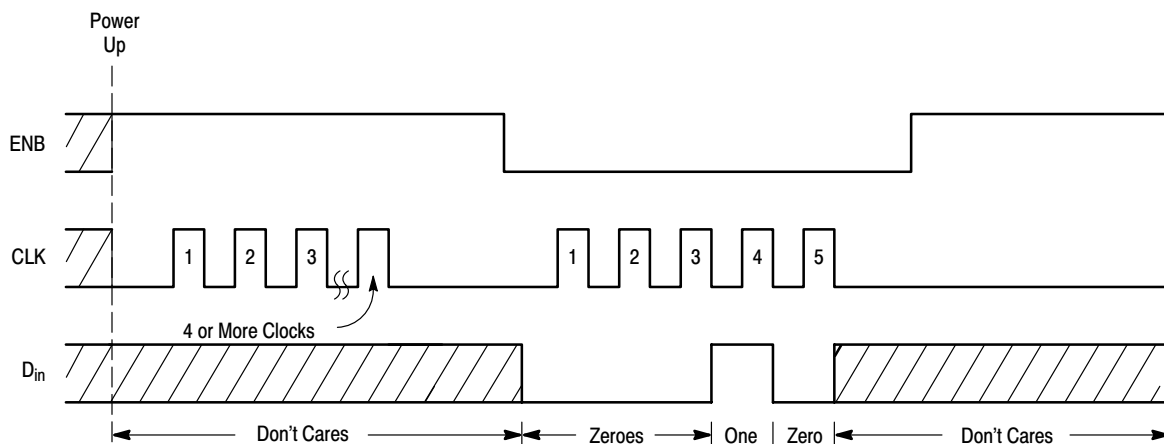 Power
Up
ENB
CLK
1 2 3
1 2 3 4 5
4 or More Clocks
Din
Don't Cares
Zeroes
One
Zero
Don't Cares